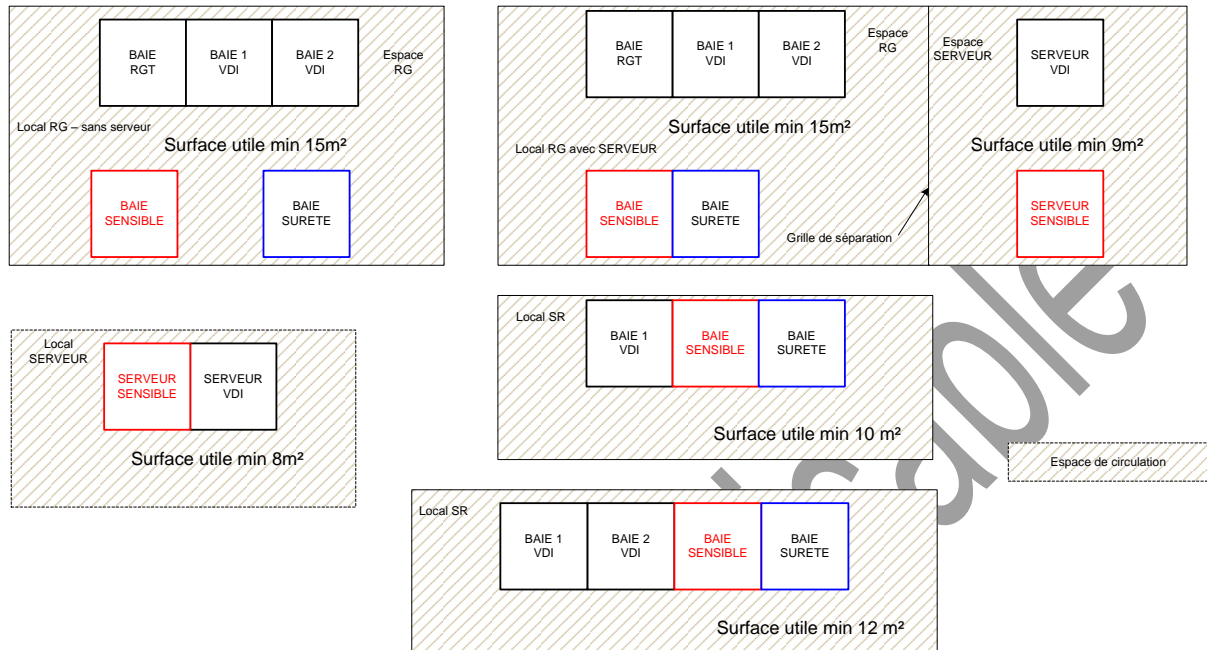 BAIE
RGT
BAIE 1
VDI
BAIE 2
VDI
Espace
RG
Local RG – sans serveur
Surface utile min 15m²
BAIE
SENSIBLE
BAIE
SURETE
BAIE
RGT
BAIE 1
VDI
BAIE 2
VDI
Espace
RG
Surface utile min 15m²
Local RG avec SERVEUR
BAIE
SENSIBLE
BAIE
SURETE
Grille de séparation
Espace
SERVEUR
SERVEUR
VDI
Surface utile min 9m²
SERVEUR
SENSIBLE
Local
SERVEUR
SERVEUR
SENSIBLE
SERVEUR
VDI
Surface utile min 8m²
Local SR
BAIE 1
VDI
BAIE
SENSIBLE
BAIE
SURETE
Surface utile min 10 m²
Espace de circulation
Local SR
BAIE 1
VDI
BAIE 2
VDI
BAIE
SENSIBLE
BAIE
SURETE
Surface utile min 12 m²